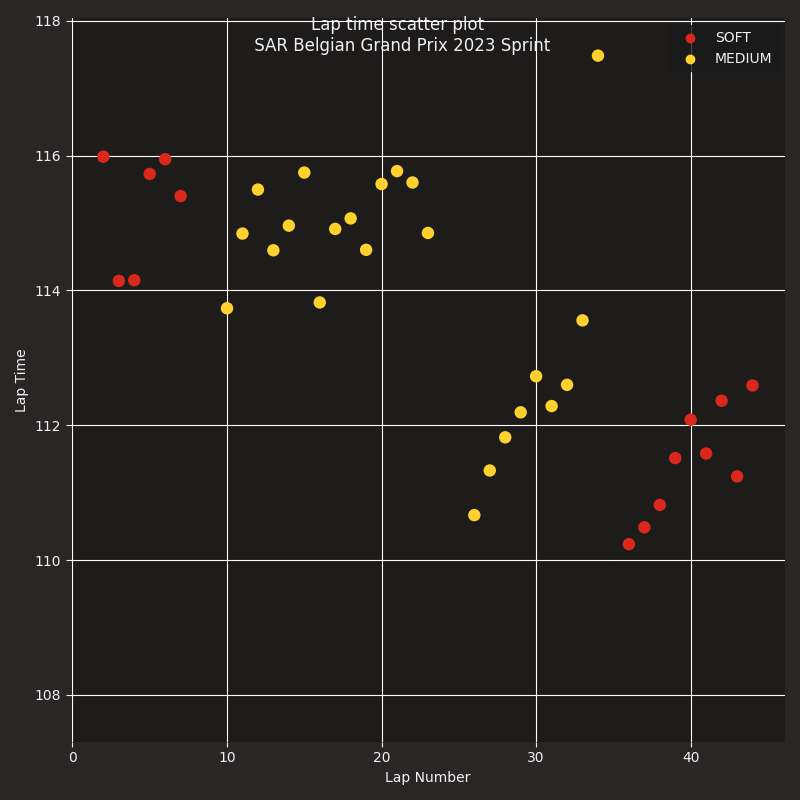 Lap time scatter plot
SAR Belgian Grand Prix 2023 Sprint
SOFT
MEDIUM
118
116
114
112
110
108
Lap Time
0 10 20 30 40
Lap Number